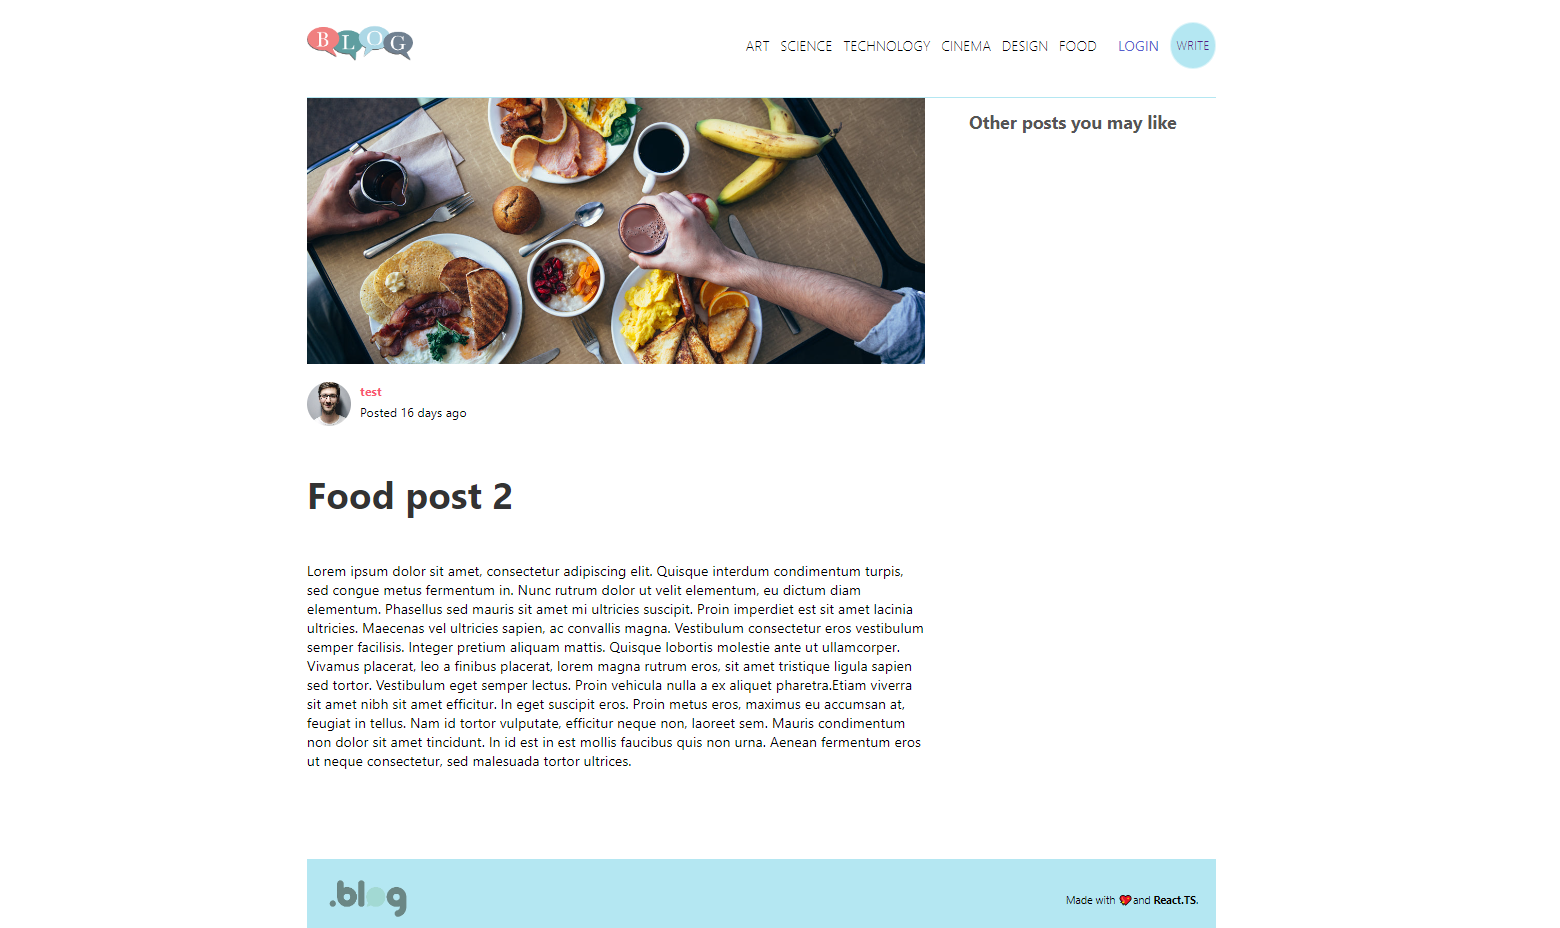 BLOG
ART SCIENCE TECHNOLOGY CINEMA DESIGN FOOD LOGIN WRITE
Other posts you may like
test
Posted 16 days ago
Food post 2
Lorem ipsum dolor sit amet, consectetur adipiscing elit. Quisque interdum condimentum turpis,
sed congue metus fermentum in. Nunc rutrum dolor ut velit elementum, eu dictum diam
elementum. Phasellus sed mauris sit amet mi ultricies suscipit. Proin imperdiet est sit amet lacinia
ultricies. Maecenas vel ultricies sapien, ac convallis magna. Vestibulum consectetur eros vestibulum
semper facilisis. Integer pretium aliquam mattis. Quisque lobortis molestie ante ut ullamcorper.
Vivamus placerat, leo a finibus placerat, lorem magna rutrum eros, sit amet tristique ligula sapien
sed tortor. Vestibulum eget semper lectus. Proin vehicula nulla a ex aliquet pharetra.Etiam viverra
sit amet nibh sit amet efficitur. In eget suscipit eros. Proin metus eros, maximus eu accumsan at,
feugiat in tellus. Nam id tortor vulputate, efficitur neque non, laoreet sem. Mauris condimentum
non dolor sit amet tincidunt. In id est in est mollis faucibus quis non urna. Aenean fermentum eros
ut neque consectetur, sed malesuada tortor ultrices.
.blog
Made with ❤️ and React.TS.